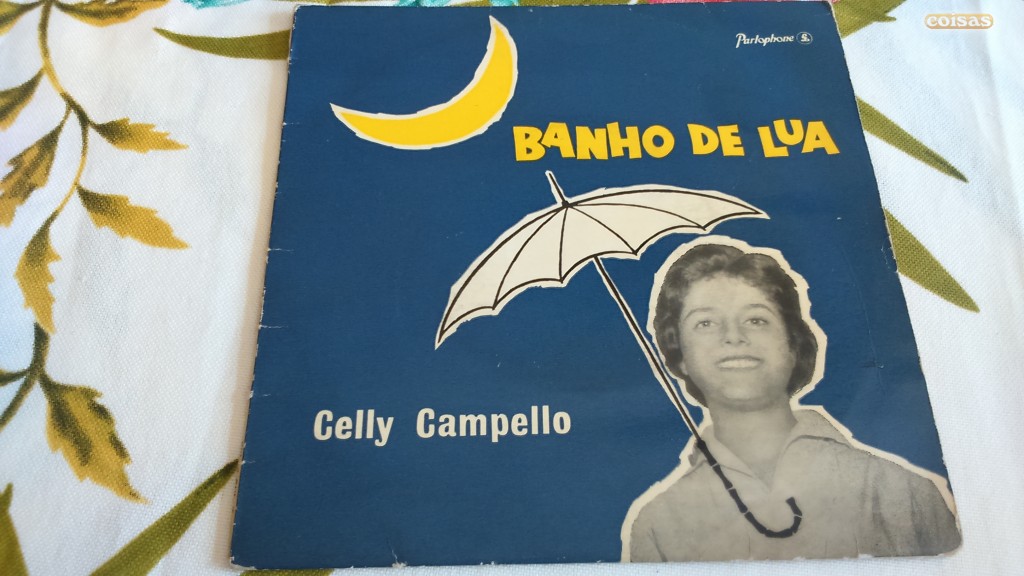 coisas
Parlophone
BANHO DE LUA
Celly Campello